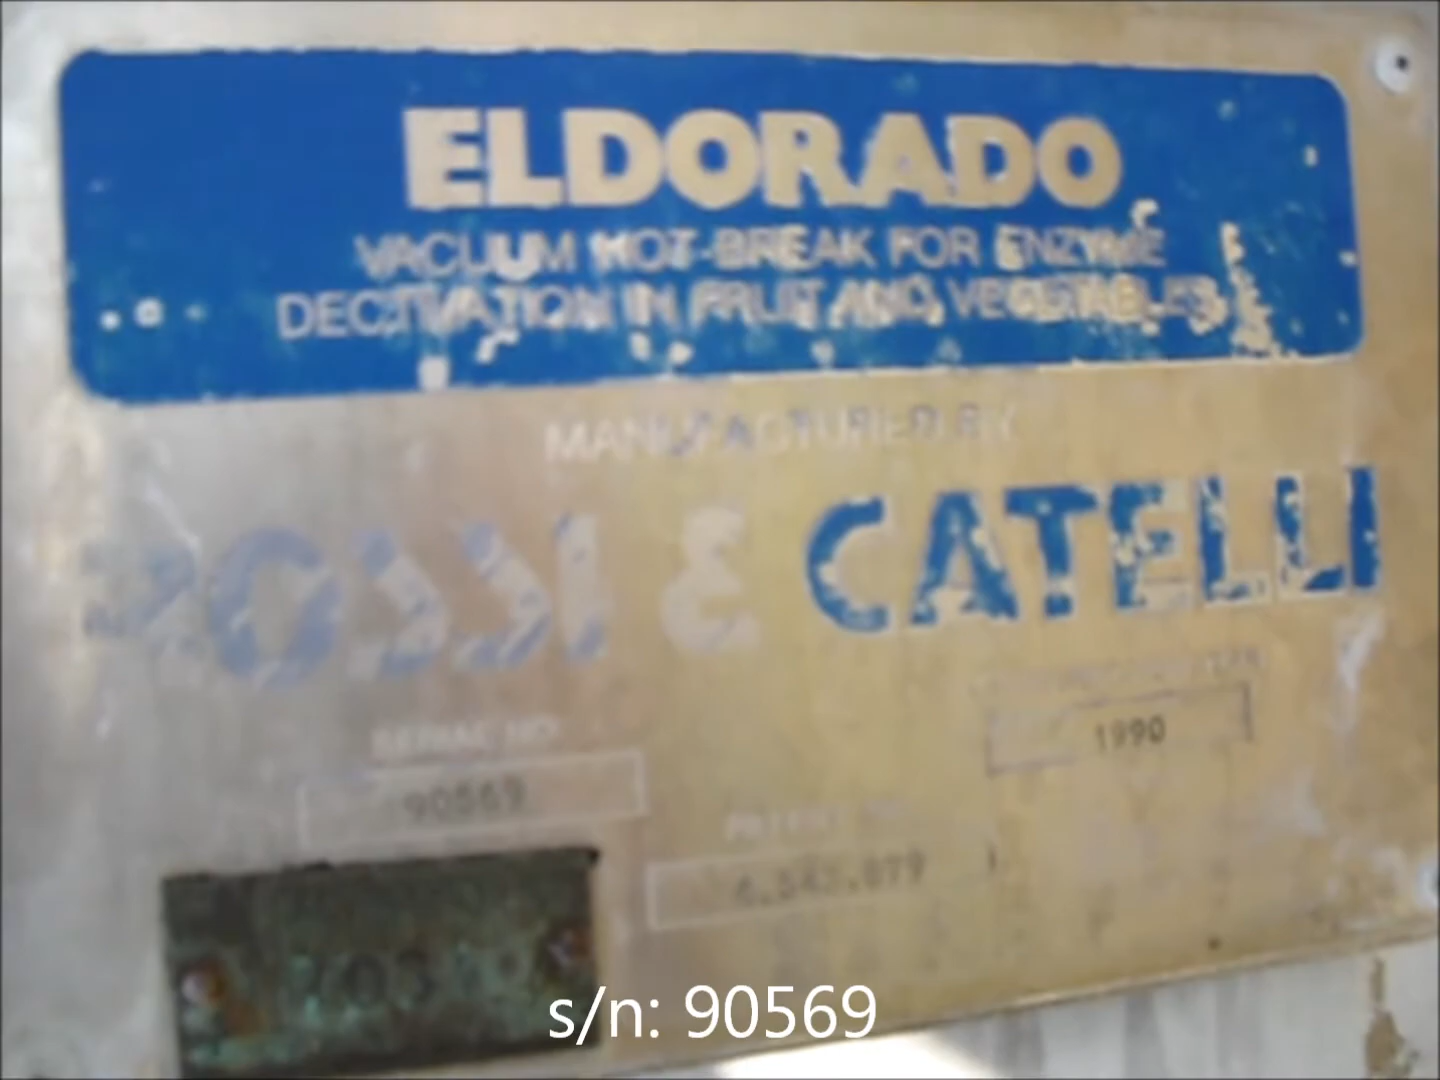 ELDORADO
VACUUM HOT-BREAK FOR ENZYME
DECTIVATION IN FRUIT AND VEGETABLES
MANUFACTURED BY
ROSSI & CATELLI
1990
SERIAL NO
90569
PATENT
s/n: 90569